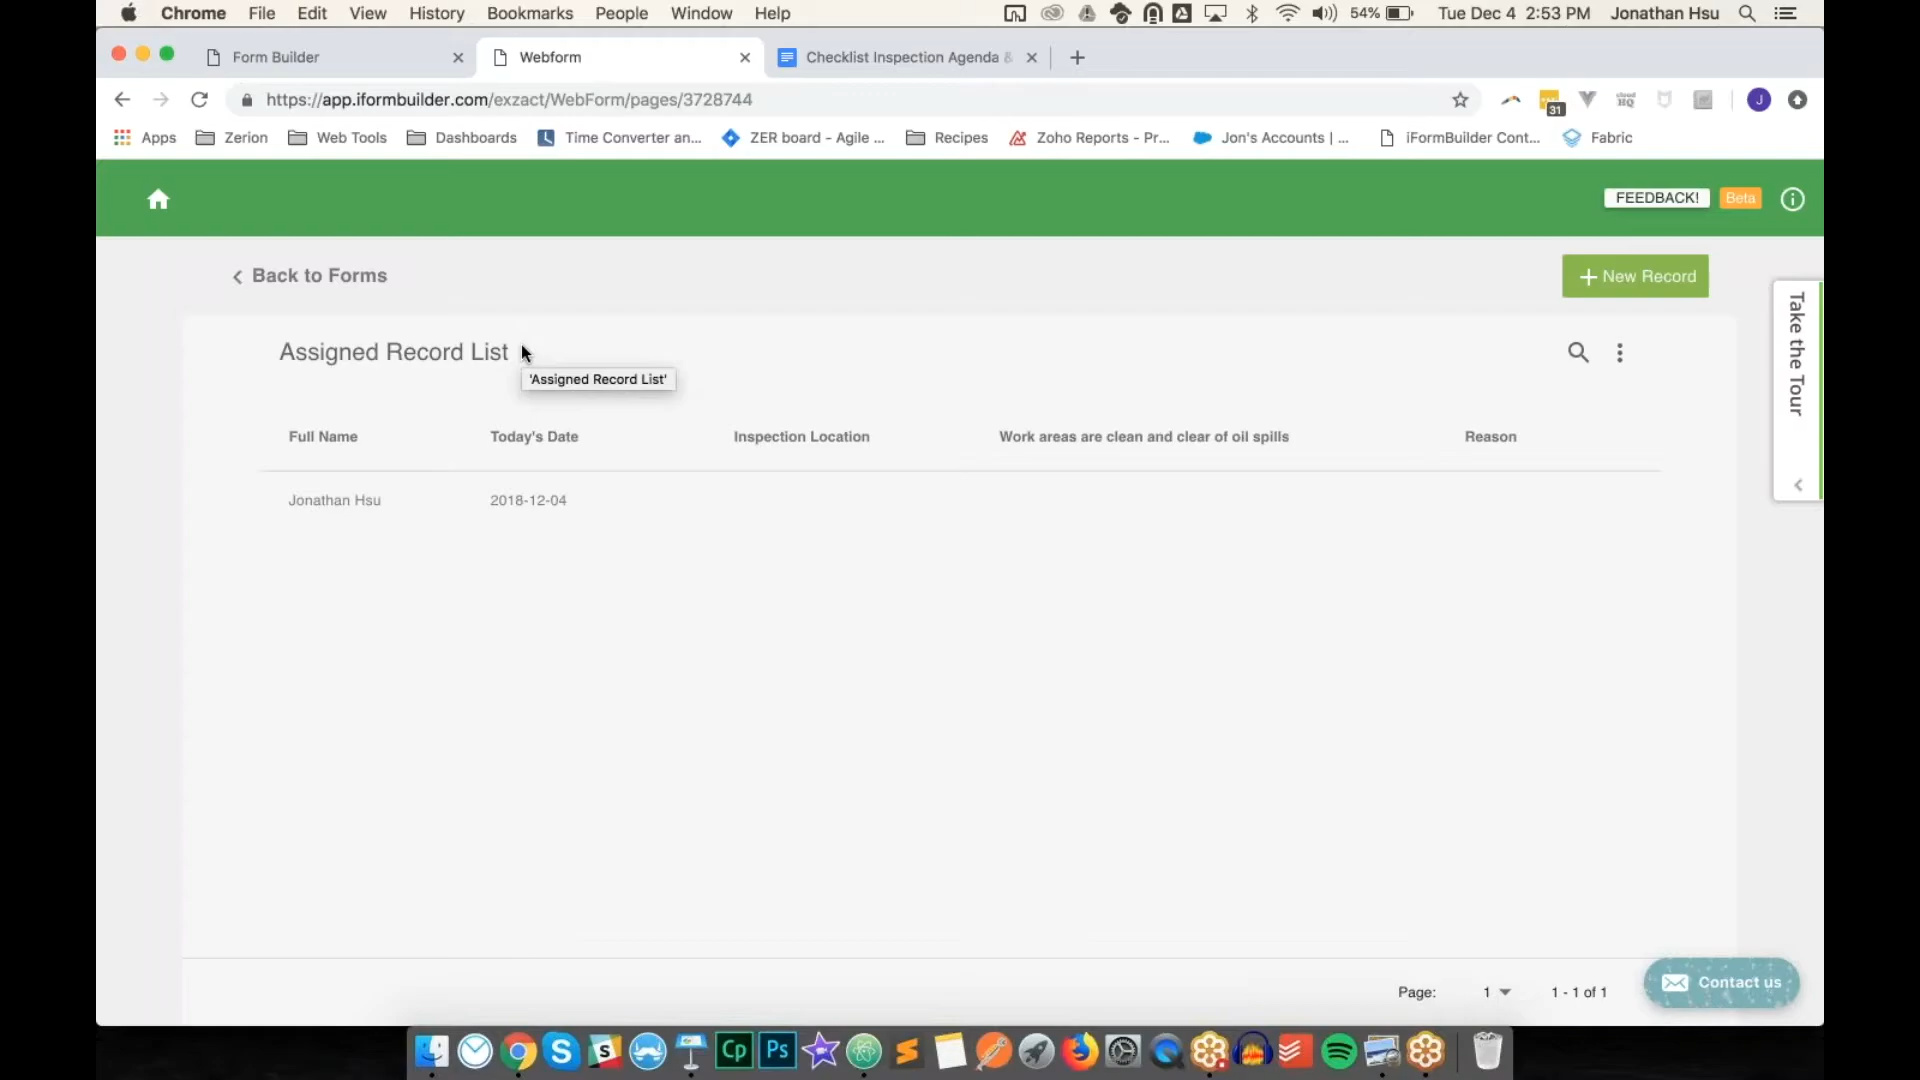 Chrome File Edit View History Bookmarks People Window Help 54% Tue Dec 4 2:53 PM Jonathan Hsu
Form Builder Webform Checklist Inspection Agenda &
https://app.iformbuilder.com/exzact/WebForm/pages/3728744 31 J
Apps Zerion Web Tools Dashboards Time Converter an... ZER board - Agile ... Recipes Zoho Reports - Pr... Jon's Accounts | ... iFormBuilder Cont... Fabric
FEEDBACK! Beta
Back to Forms
+ New Record
Take the Tour
Assigned Record List
'Assigned Record List'
Full Name Today's Date Inspection Location Work areas are clean and clear of oil spills Reason
Jonathan Hsu 2018-12-04
Page: 1 1 - 1 of 1
Contact us
Cp Ps